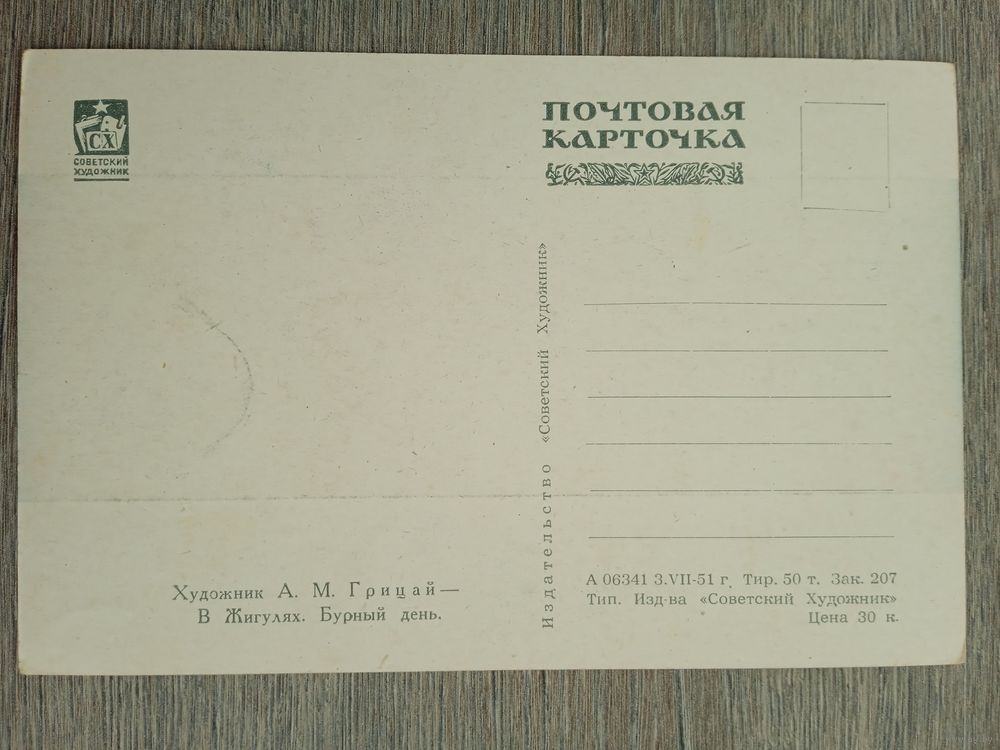 СХ
СОВЕТСКИЙ
ХУДОЖНИК
ПОЧТОВАЯ
КАРТОЧКА
Издательство «Советский Художник»
Художник А. М. Грицай—
В Жигулях. Бурный день.
А 06341 3.VII-51 г. Тир. 50 т. Зак. 207
Тип. Изд-ва «Советский Художник»
Цена 30 к.